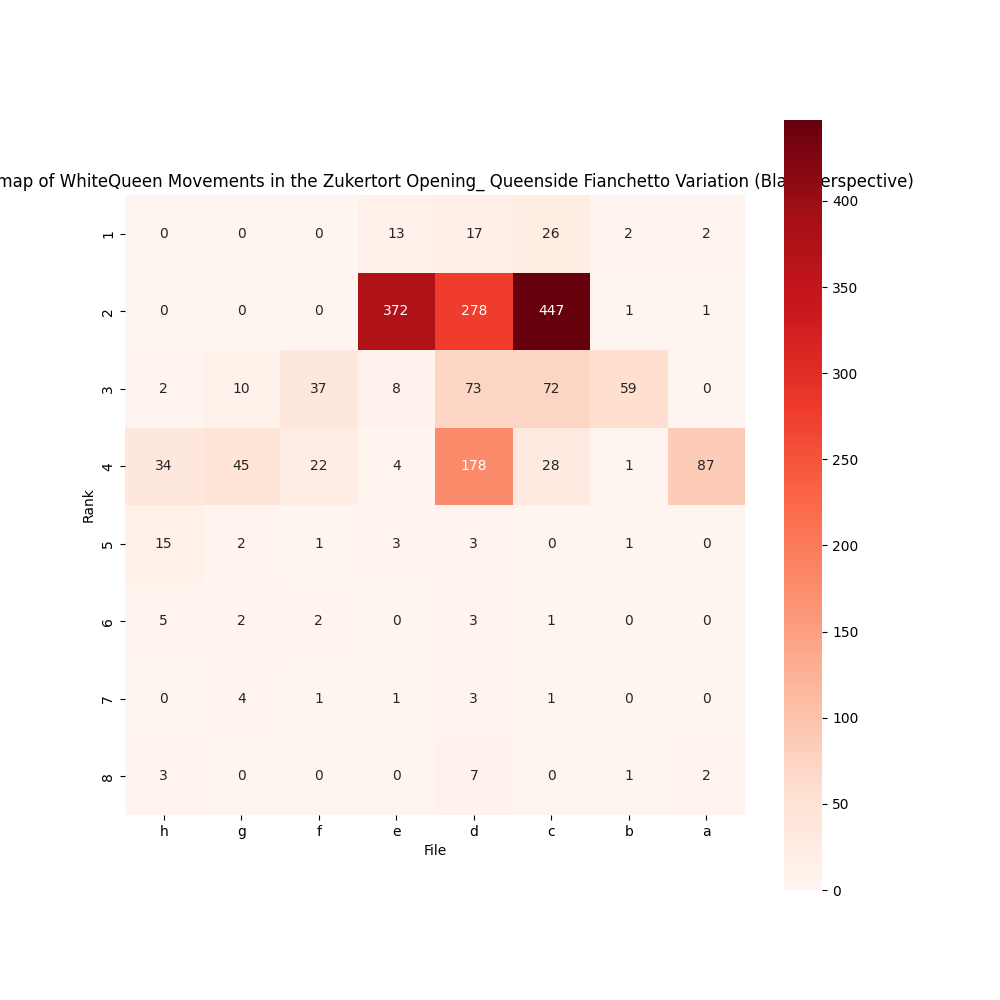 map of WhiteQueen Movements in the Zukertort Opening_ Queenside Fianchetto Variation (Bla erspective)
1 0 0 0 13 17 26 2 2
2 0 0 0 372 278 447 1 1
3 2 10 37 8 73 72 59 0
4 34 45 22 4 178 28 1 87
5 15 2 1 3 3 0 1 0
6 5 2 2 0 3 1 0 0
7 0 4 1 1 3 1 0 0
8 3 0 0 0 7 0 1 2
h g f e d c b a
File
Rank
400
350
300
250
200
150
100
50
0